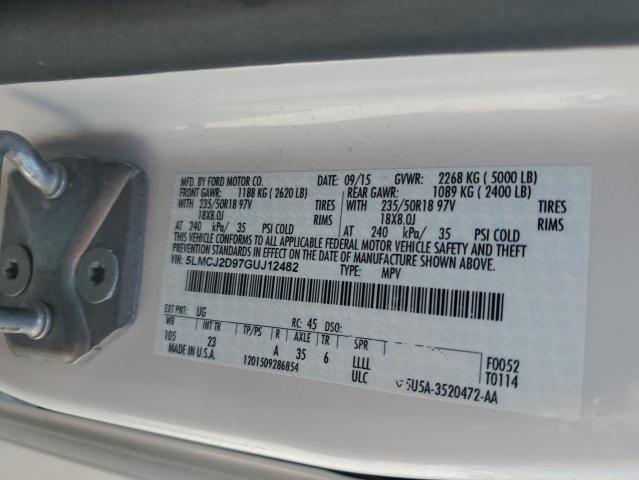 MFD. BY FORD MOTOR CO. DATE: 09/15 GVWR: 2268 KG ( 5000 LB)
FRONT GAWR: 1188 KG ( 2620 LB) REAR GAWR: 1089 KG ( 2400 LB)
WITH 235/50R18 97V TIRES WITH 235/50R18 97V TIRES
18X8.0J RIMS 18X8.0J RIMS
AT 240 kPa/ 35 PSI COLD AT 240 kPa/ 35 PSI COLD
THIS VEHICLE CONFORMS TO ALL APPLICABLE FEDERAL MOTOR VEHICLE SAFETY AND THEFT
PREVENTION STANDARDS IN EFFECT ON THE DATE OF MANUFACTURE SHOWN ABOVE.
VIN: 5LMCJ2D97GUJ12482 TYPE: MPV
EXT PNT: UG RC: 45 DSO:
WB INT TR TP/PS R AXLE TR SPR F0052
105 23 A 35 6 LLLL T0114
MADE IN U.S.A. 1201509286854 ULC 5U5A-3520472-AA